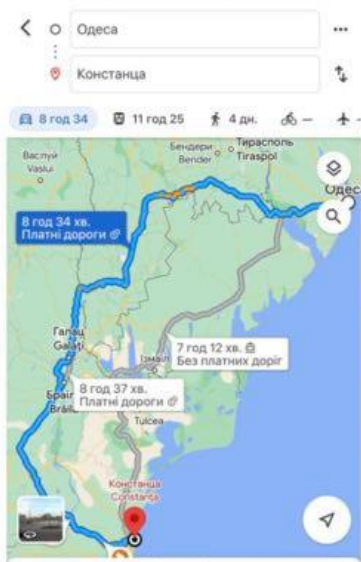 Одеса
Констанца
8 год 34
11 год 25
4 дн.
—
—
Васлуй
Vaslui
Бендери
Bender
Тирасполь
Tiraspol
Одес
8 год 34 хв.
Платні дороги
Галац
Galați
Ізмаїл
7 год 12 хв.
Без платних доріг
8 год 37 хв.
Платні дороги
Браїл
Brăila
Tulcea
Констанца
Constanța